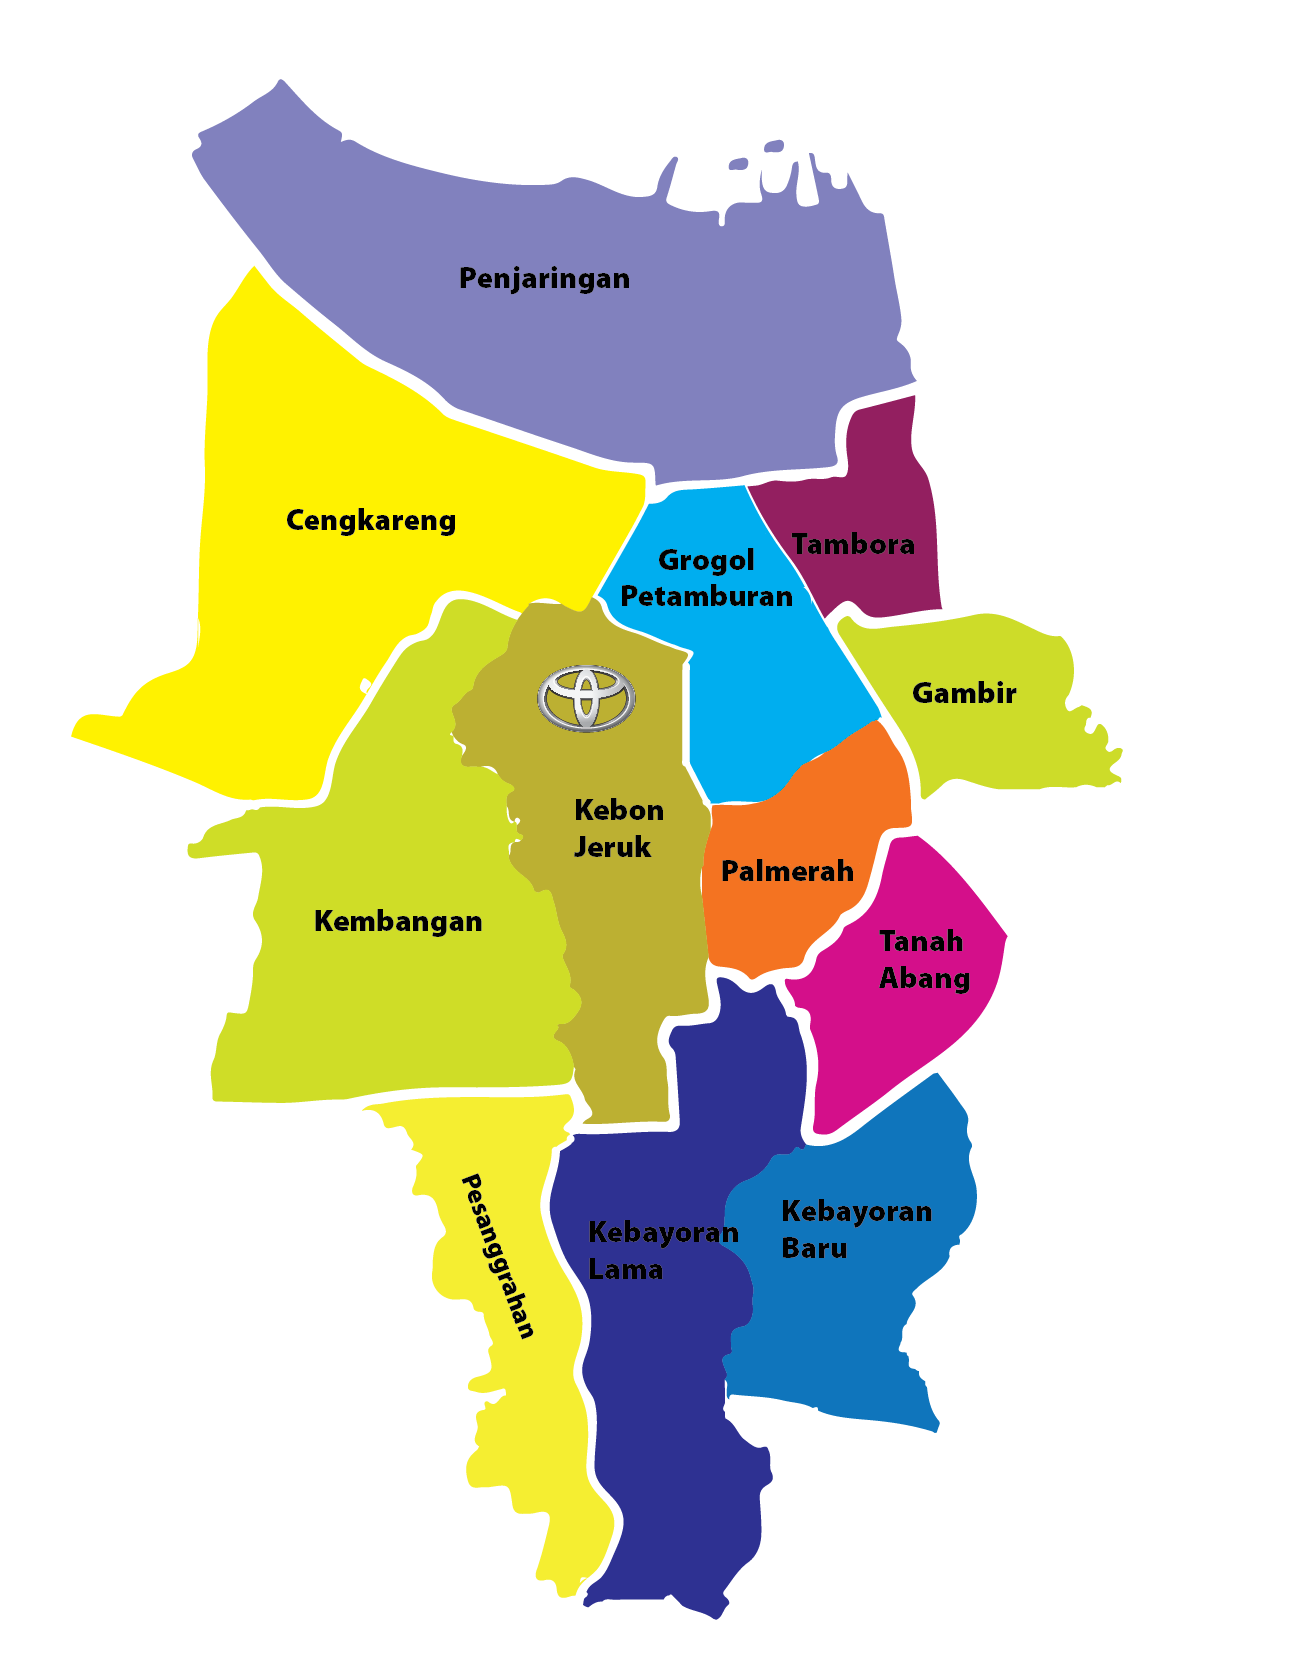 Penjaringan
Cengkareng
Grogol
Petamburan
Tambora
Gambir
Kebon
Jeruk
Palmerah
Kembangan
Tanah
Abang
Pesanggrahan
Kebayoran
Lama
Kebayoran
Baru